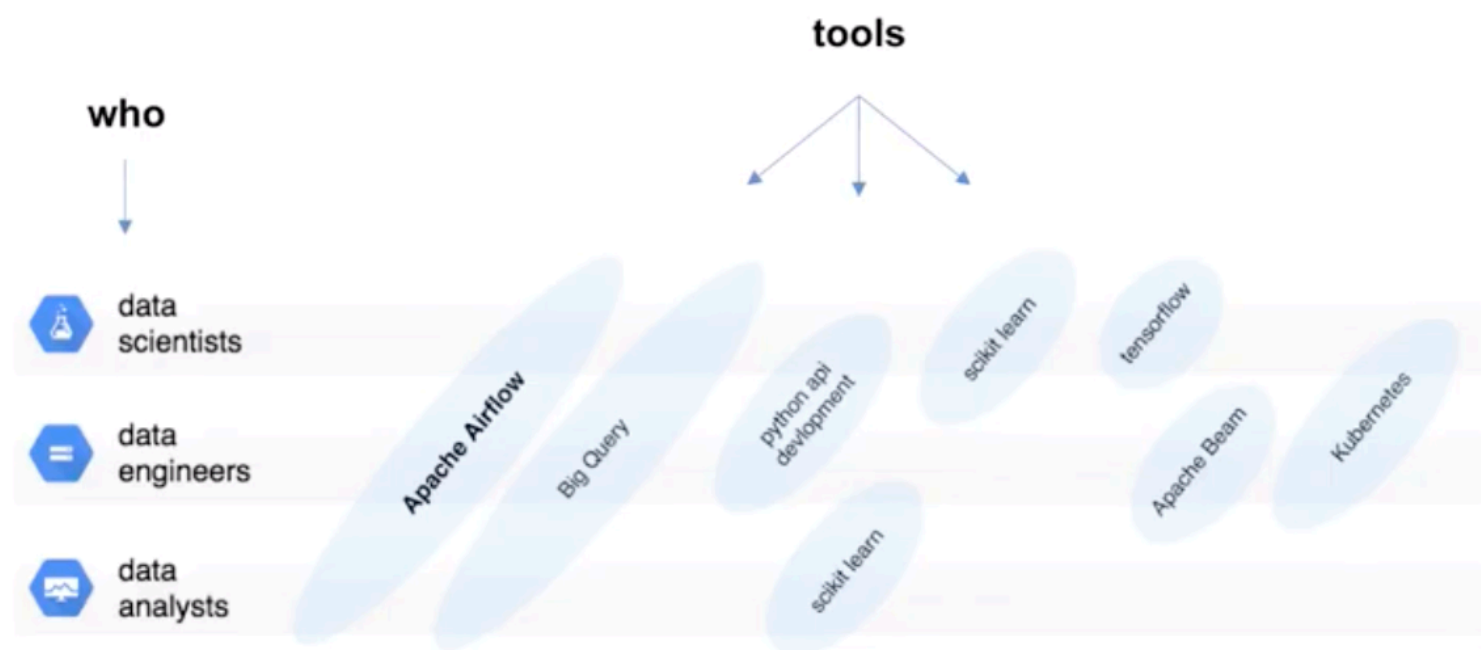 tools
who
data
scientists
data
engineers
data
analysts
Apache Airflow
Big Query
python api
devlopment
scikit learn
scikit learn
tensorflow
Apache Beam
Kubernetes